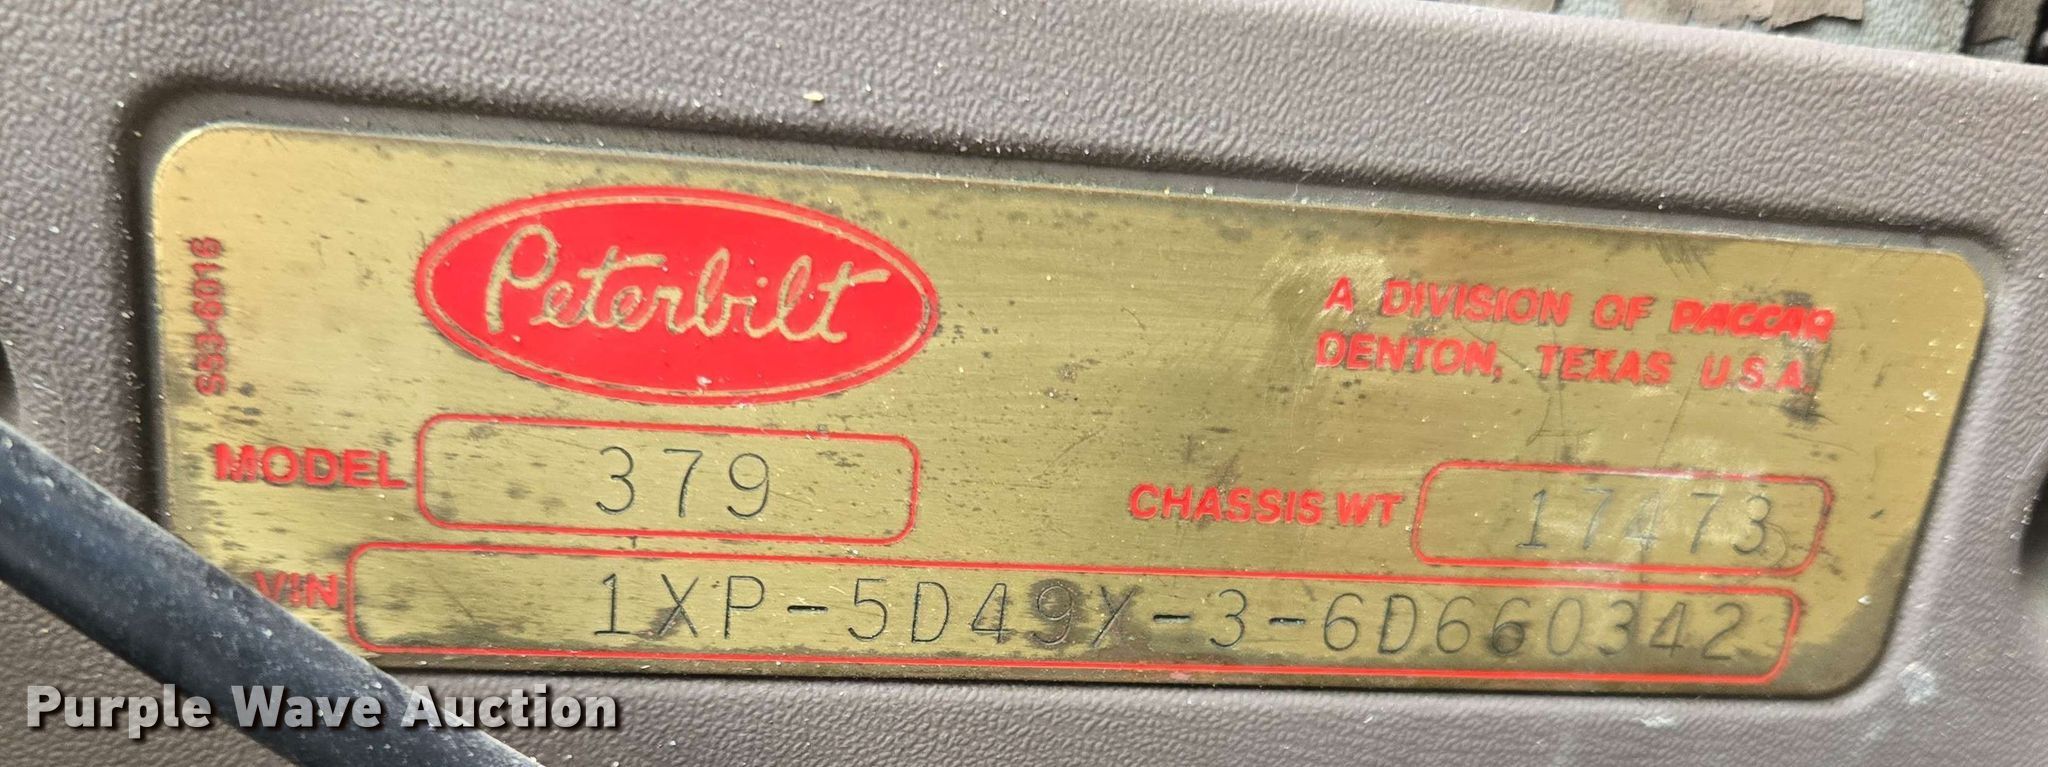 S53-6016
Peterbilt
A DIVISION OF PACCAR
DENTON, TEXAS U.S.A.
MODEL 379
CHASSIS WT 17473
VIN 1XP-5D49X-3-6D660342
Purple Wave Auction